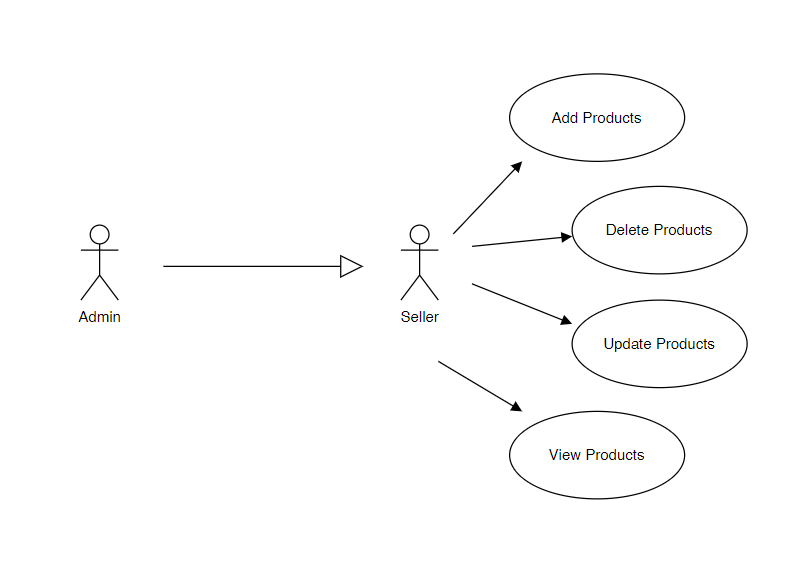 Add Products
Delete Products
Admin
Seller
Update Products
View Products